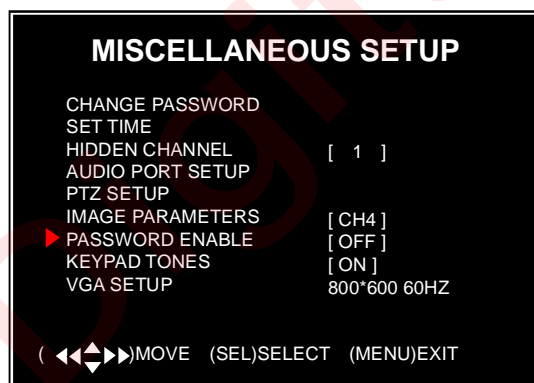 MISCELLANEOUS SETUP
CHANGE PASSWORD
SET TIME
HIDDEN CHANNEL [ 1 ]
AUDIO PORT SETUP
PTZ SETUP
IMAGE PARAMETERS [ CH4 ]
PASSWORD ENABLE [ OFF ]
KEYPAD TONES [ ON ]
VGA SETUP 800*600 60HZ
( )MOVE (SEL)SELECT (MENU)EXIT